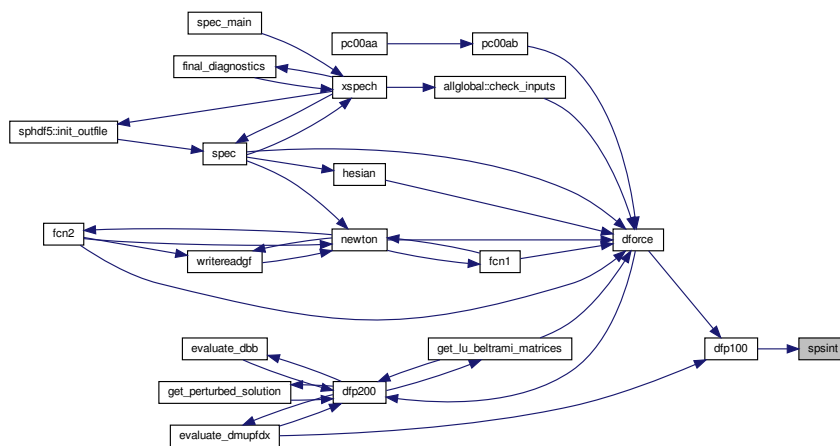 spec_main
pc00aa
pc00ab
final_diagnostics
xspech
allglobal::check_inputs
sphdf5::init_outfile
spec
hesian
fcn2
newton
dforce
writereadgf
fcn1
evaluate_dbb
get_lu_beltrami_matrices
dfp100
spsint
get_perturbed_solution
dfp200
evaluate_dmupfdx